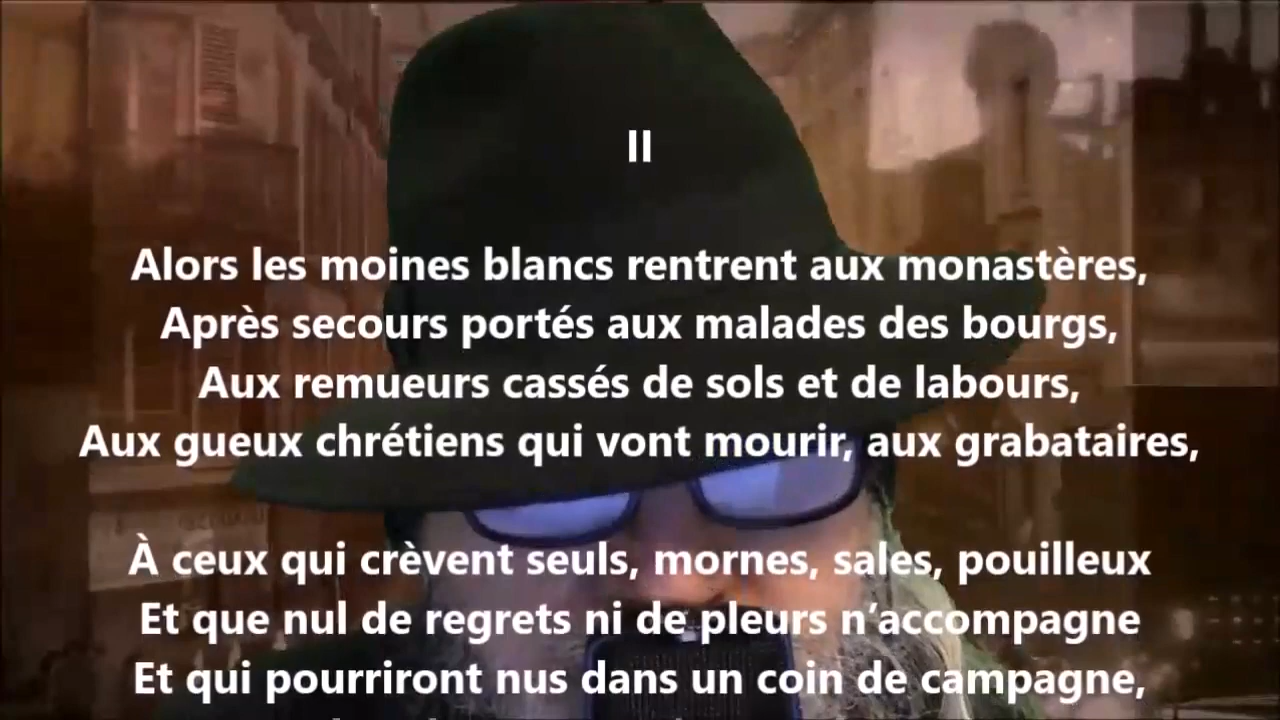 II
Alors les moines blancs rentrent aux monastères,
Après secours portés aux malades des bourgs,
Aux remueurs cassés de sols et de labours,
Aux gueux chrétiens qui vont mourir, aux grabataires,
À ceux qui crèvent seuls, mornes, sales, pouilleux
Et que nul de regrets ni de pleurs n’accompagne
Et qui pourriront nus dans un coin de campagne,